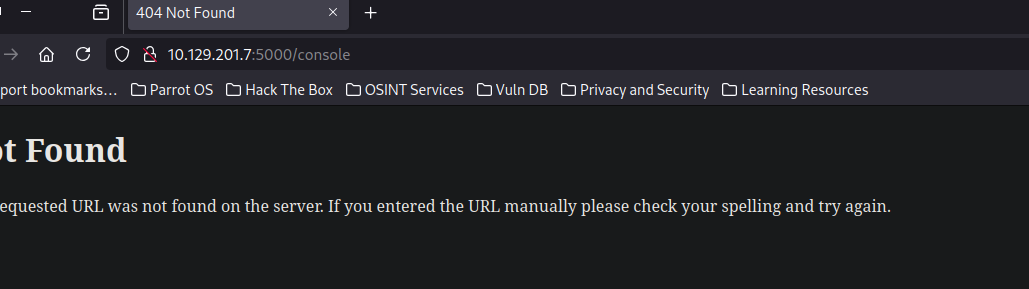 404 Not Found
10.129.201.7:5000/console
port bookmarks… Parrot OS Hack The Box OSINT Services Vuln DB Privacy and Security Learning Resources
ot Found
equested URL was not found on the server. If you entered the URL manually please check your spelling and try again.